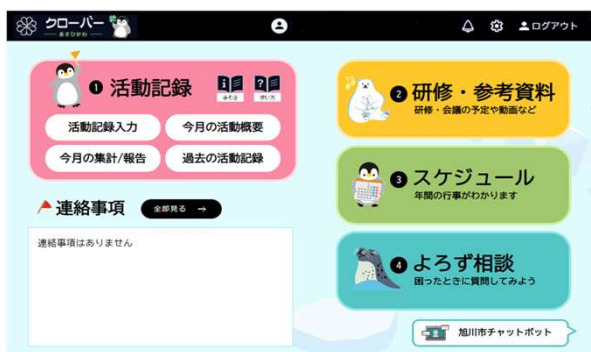 クローバー
あさひかわ
ログアウト
1 活動記録
活動記録入力
今月の活動概要
今月の集計/報告
過去の活動記録
連絡事項
全部見る →
連絡事項はありません
2 研修・参考資料
研修・会議の予定や動画など
3 スケジュール
年間の行事がわかります
4 よろず相談
困ったときに質問してみよう
旭川市チャットボット